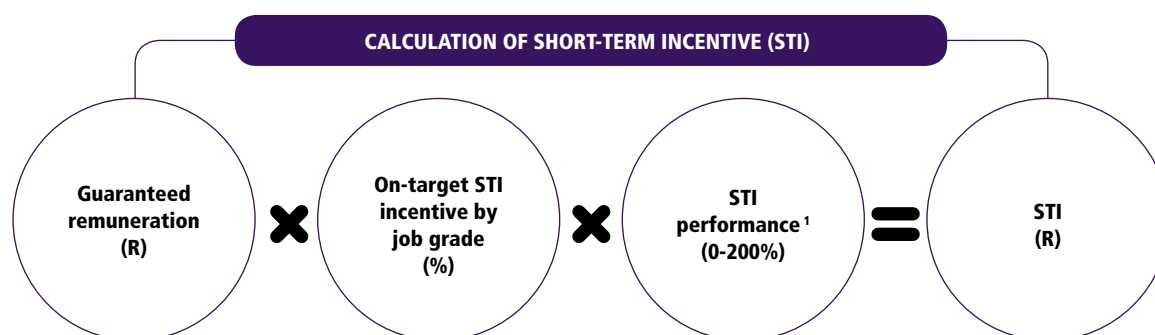 CALCULATION OF SHORT-TERM INCENTIVE (STI)
Guaranteed
remuneration
(R)
On-target STI
incentive by
job grade
(%)
STI
performance ¹
(0-200%)
STI
(R)